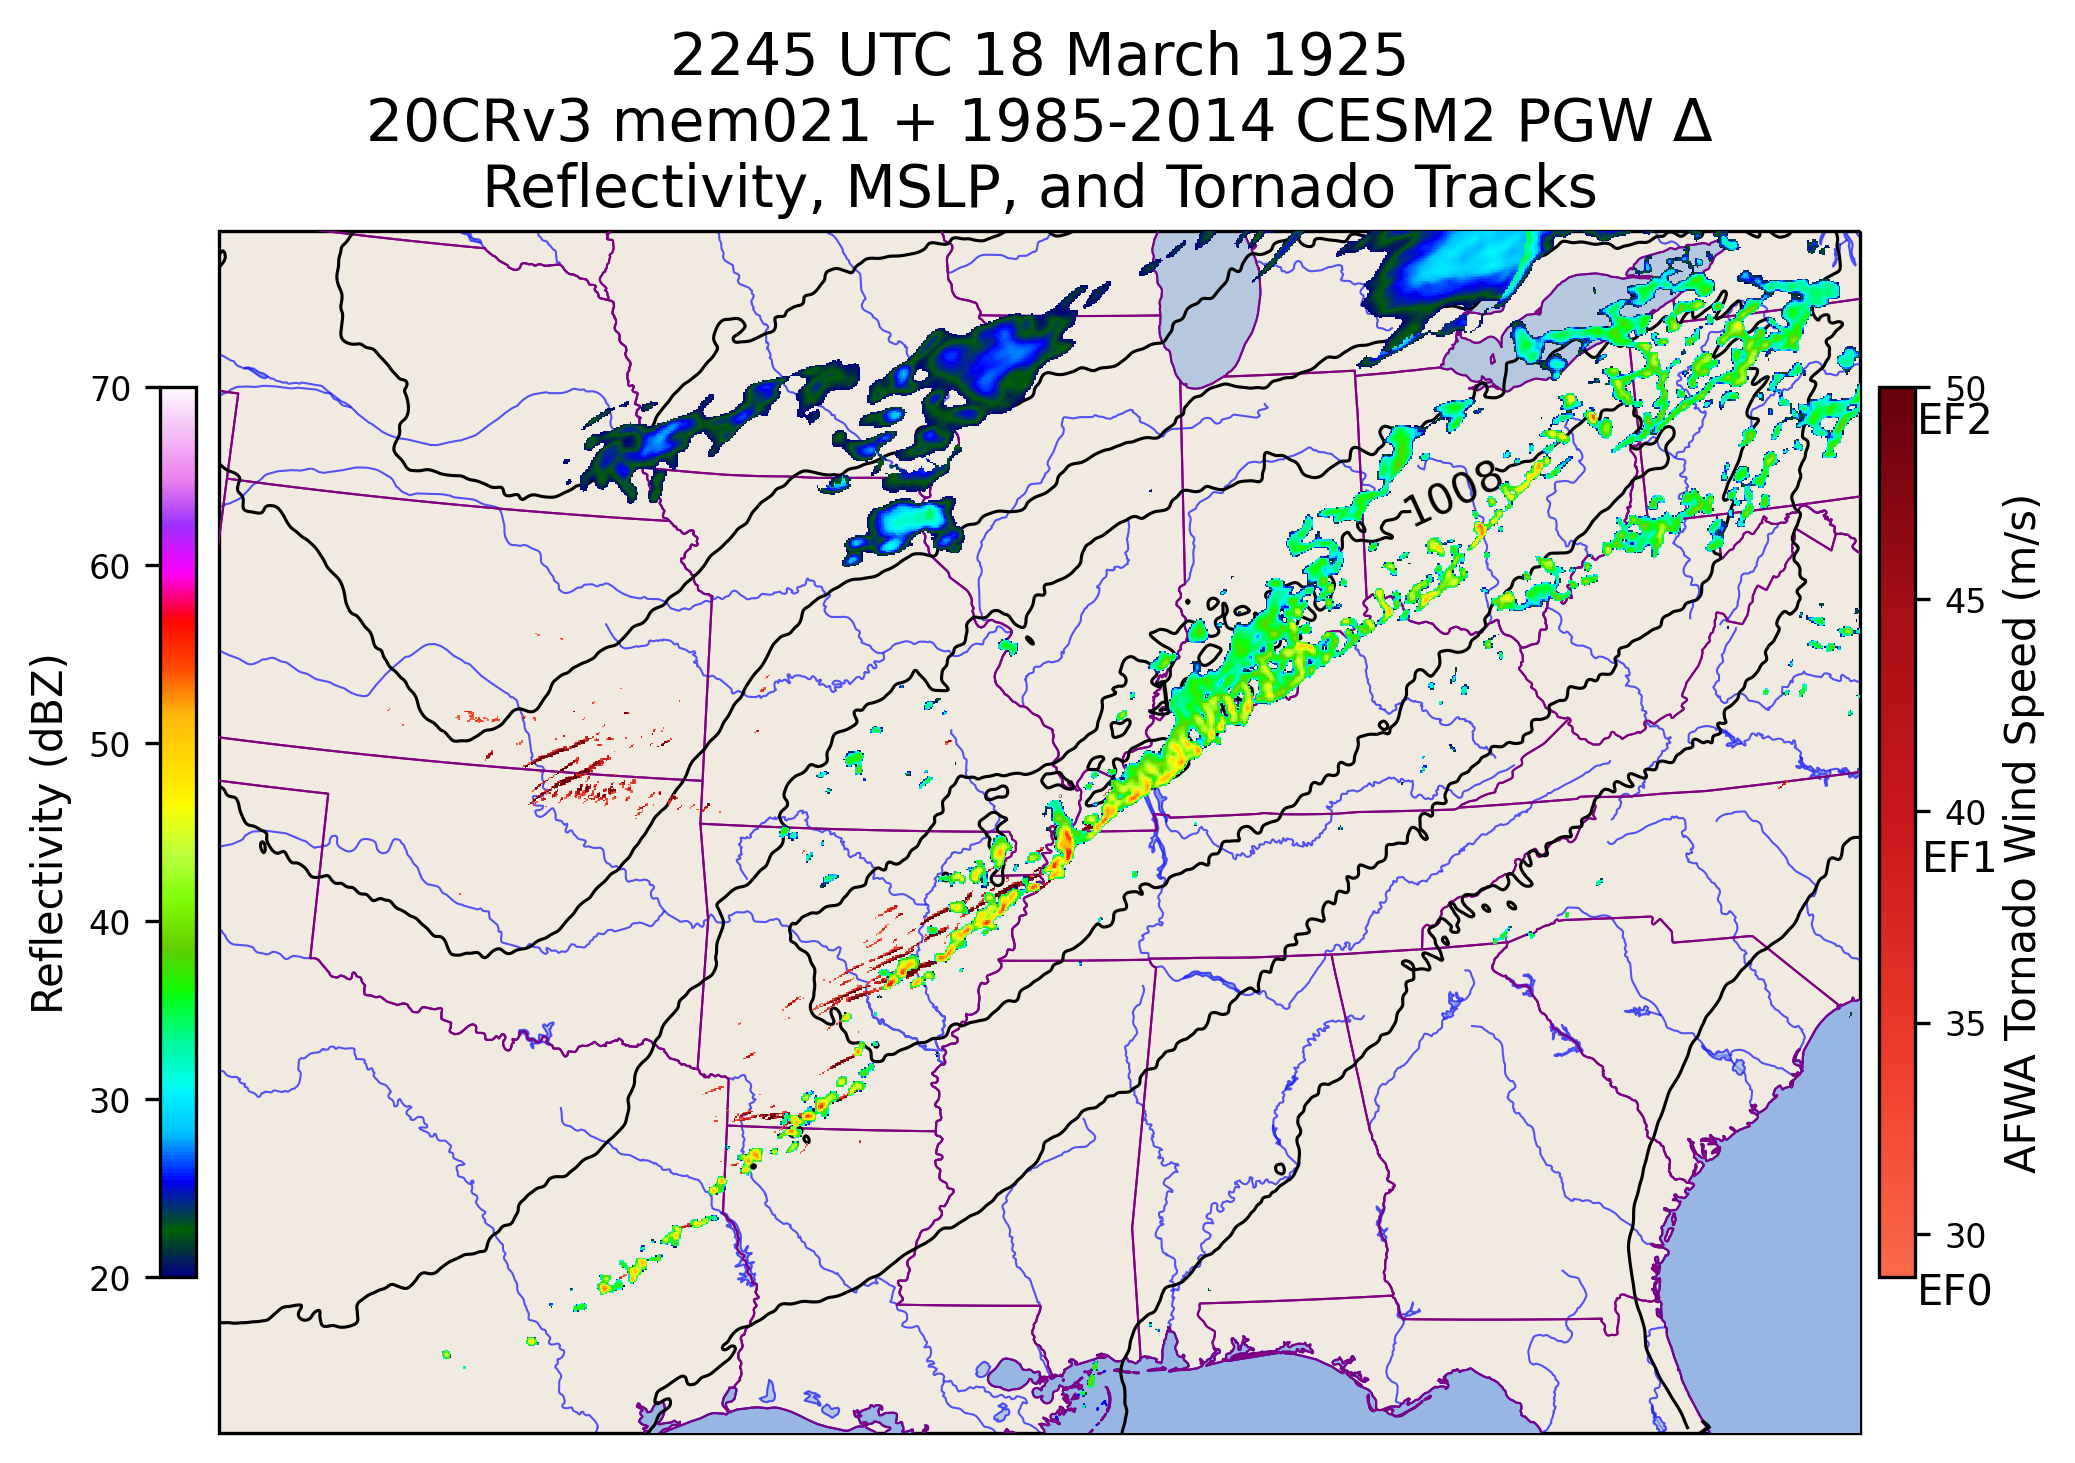 2245 UTC 18 March 1925
20CRv3 mem021 + 1985-2014 CESM2 PGW Δ
Reflectivity, MSLP, and Tornado Tracks
Reflectivity (dBZ)
70
60
50
40
30
20
1008
50
EF2
45
40
EF1
35
30
EF0
AFWA Tornado Wind Speed (m/s)